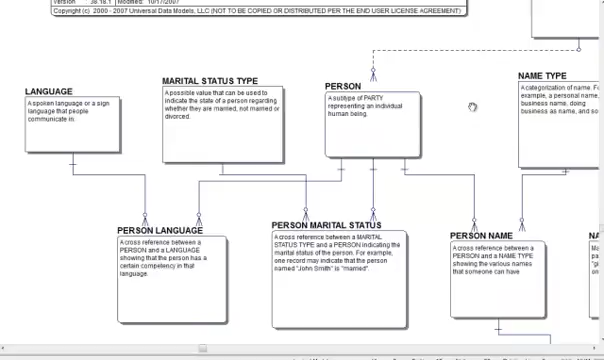 Version 38.18.1 Modified: 10/17/2007
Copyright (c) 2000 - 2007 Universal Data Models, LLC (NOT TO BE COPIED OR DISTRIBUTED PER THE END USER LICENSE AGREEMENT)
LANGUAGE
A spoken language or a sign
language that people
communicate in.
MARITAL STATUS TYPE
A possible value that can be used to
indicate the state of a person regarding
whether they are married, not married or
divorced.
PERSON
A subtype of PARTY
representing an individual
human being.
NAME TYPE
A categorization of name. Fo
example, a personal name,
business name, doing
business as name, and so
PERSON LANGUAGE
A cross reference between a
PERSON and a LANGUAGE
showing that the person has a
certain competency in that
language.
PERSON MARITAL STATUS
A cross reference between a MARITAL
STATUS TYPE and a PERSON indicating the
marital status of the person. For example,
one record may indicate that the person
named "John Smith" is "married".
PERSON NAME
A cross reference between a
PERSON and a NAME TYPE
showing the various names
that someone can have
NA
Ma
pa
"gi
on